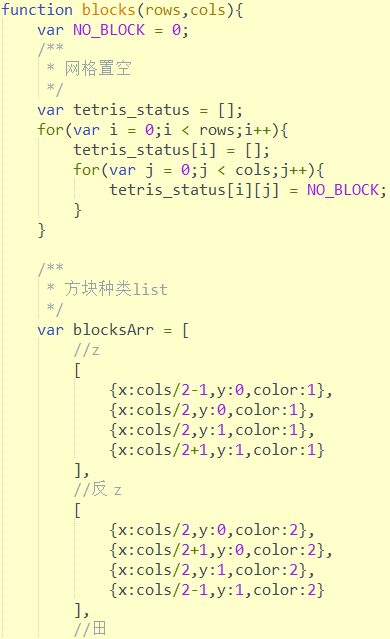 function blocks(rows,cols){
    var NO_BLOCK = 0;
    /**
     * 网格置空
     */
    var tetris_status = [];
    for(var i = 0;i < rows;i++){
        tetris_status[i] = [];
        for(var j = 0;j < cols;j++){
            tetris_status[i][j] = NO_BLOCK;
        }
    }

    /**
     * 方块种类list
     */
    var blocksArr = [
        //z
        [
            {x:cols/2-1,y:0,color:1},
            {x:cols/2,y:0,color:1},
            {x:cols/2,y:1,color:1},
            {x:cols/2+1,y:1,color:1}
        ],
        //反z
        [
            {x:cols/2,y:0,color:2},
            {x:cols/2+1,y:0,color:2},
            {x:cols/2,y:1,color:2},
            {x:cols/2-1,y:1,color:2}
        ],
        //田